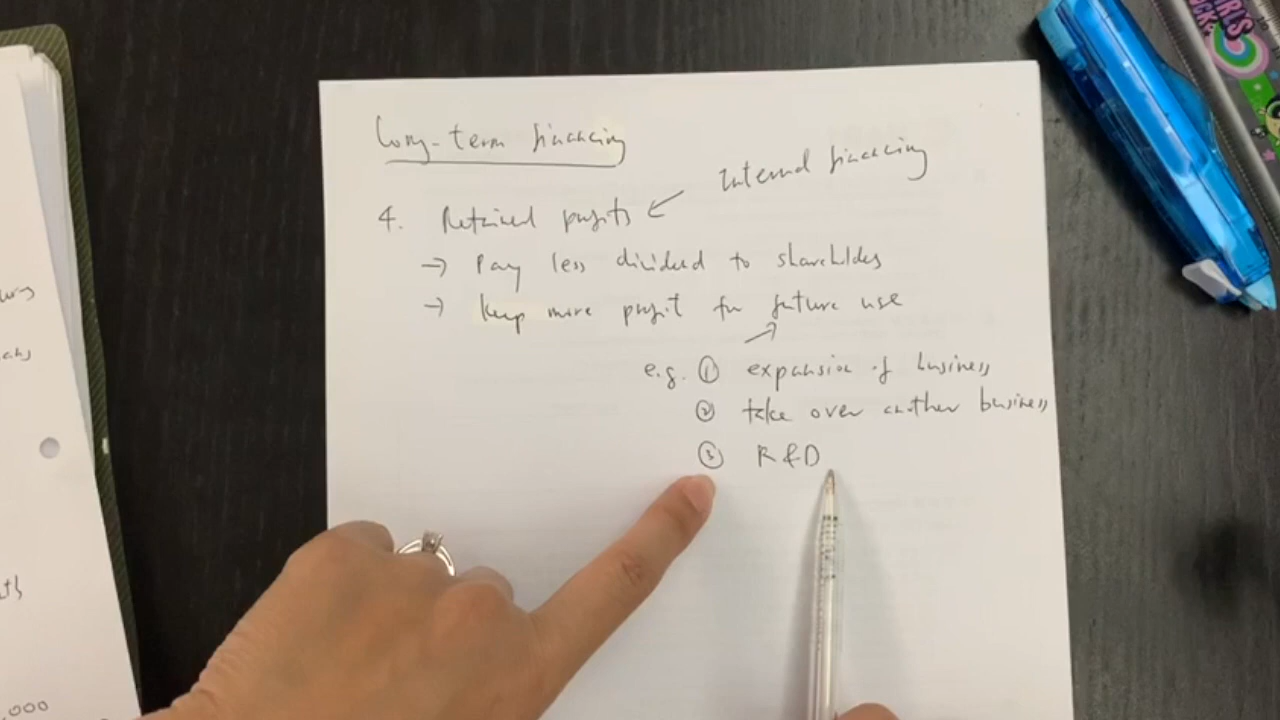 Long-term financing
Internal financing
4. Retained profits ←
→ Pay less dividend to shareholders
→ keep more profit for future use
e.g. ① expansion of business
② take over another business
③ R&D
,000